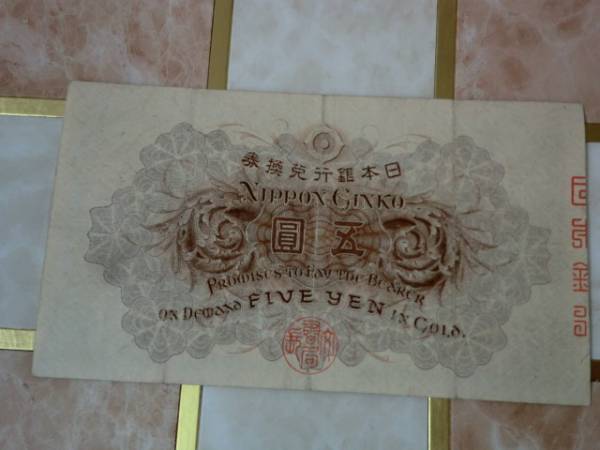 日本銀行兌換券
NIPPON GINKO
五圓
PROMISES TO PAY THE BEARER
ON DEMAND FIVE YEN IN GOLD.